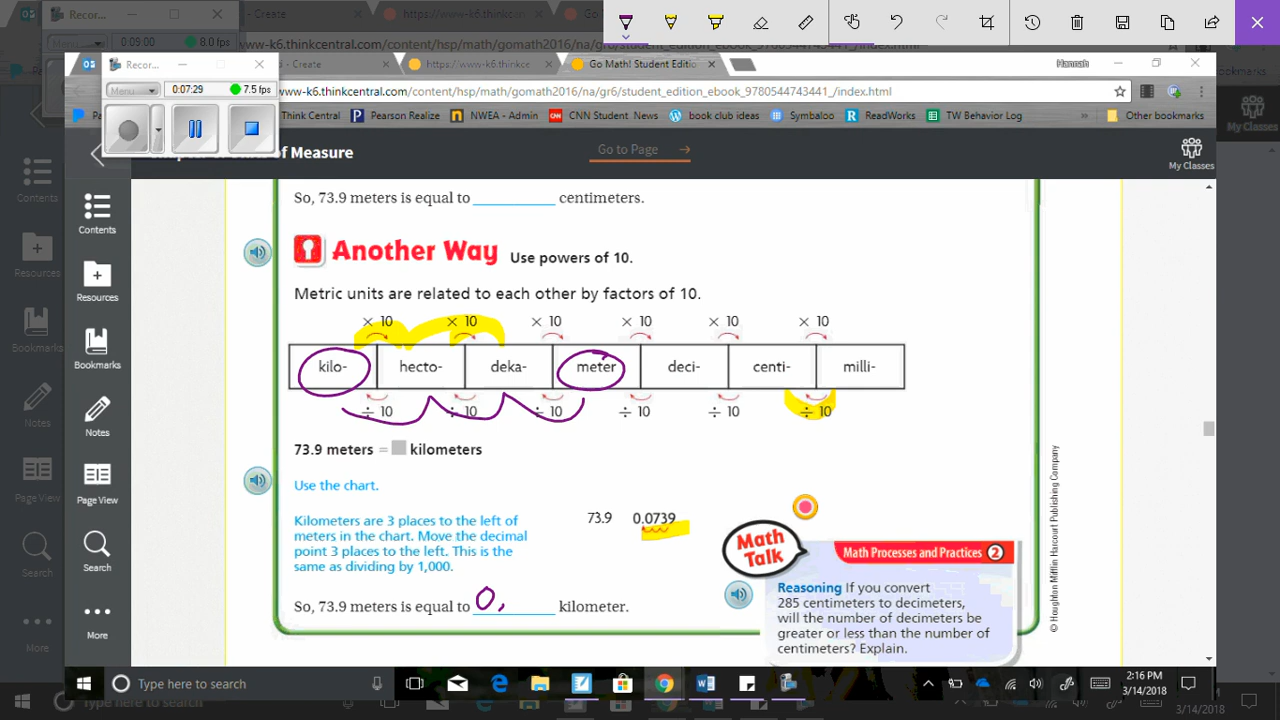 Recor...
0:05:00 8.0 fps
Menu
- Create
Recor...
Menu
0:07:29 7.5 fps
- Create
https://www-k6.thinkce
Go Math! Student Editio
Hannah
www-k6.thinkcentral.com/content/hsp/math/gomath2016/na/gr6/student_edition_ebook_9780544743441_/index.html
Think Central
Pearson Realize
NWEA - Admin
CNN Student News
book club ideas
Symbaloo
ReadWorks
TW Behavior Log
Other bookmarks
of Measure
Go to Page
My Classes
Contents
Resources
Bookmarks
Notes
Page View
Search
More
So, 73.9 meters is equal to ________ centimeters.
Another Way Use powers of 10.
Metric units are related to each other by factors of 10.
× 10 × 10 × 10 × 10 × 10 × 10
kilo- hecto- deka- meter deci- centi- milli-
÷ 10 ÷ 10 ÷ 10 ÷ 10 ÷ 10 ÷ 10
73.9 meters = kilometers
Use the chart.
Kilometers are 3 places to the left of
meters in the chart. Move the decimal
point 3 places to the left. This is the
same as dividing by 1,000.
73.9 0.0739
So, 73.9 meters is equal to 0. kilometer.
Math
Talk
Math Processes and Practices 2
Reasoning If you convert
285 centimeters to decimeters,
will the number of decimeters be
greater or less than the number of
centimeters? Explain.
© Houghton Mifflin Harcourt Publishing Company
Type here to search
2:16 PM
3/14/2018